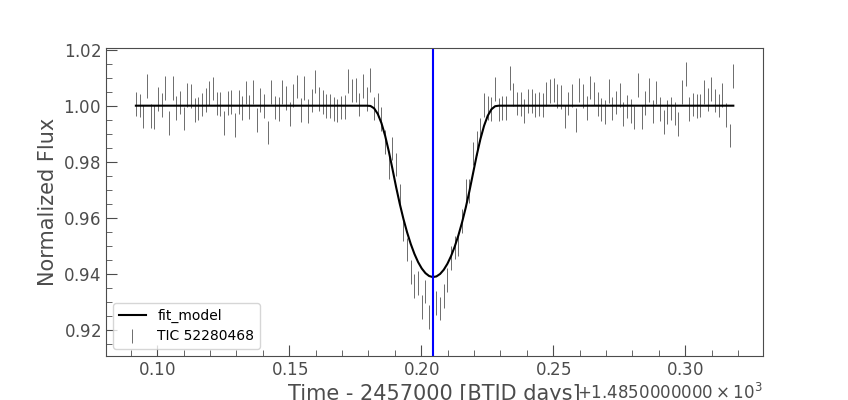 1.02
1.00
0.98
0.96
0.94
0.92
Normalized Flux
fit_model
TIC 52280468
0.10 0.15 0.20 0.25 0.30
Time - 2457000 [BTJD days]
+1.4850000000 × 10³